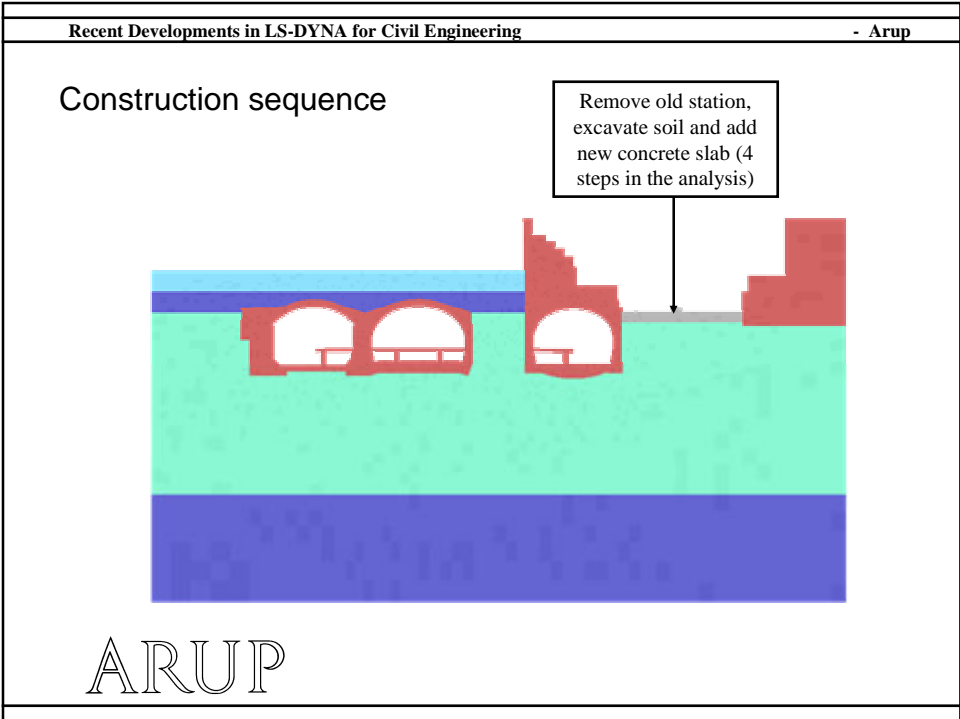 Recent Developments in LS-DYNA for Civil Engineering - Arup
Construction sequence
Remove old station,
excavate soil and add
new concrete slab (4
steps in the analysis)
ARUP